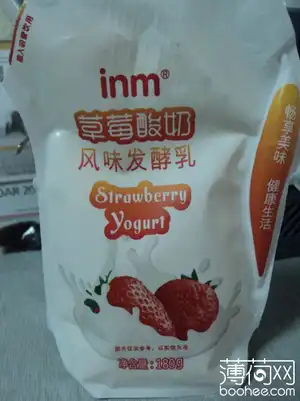 inm®
草莓酸奶
风味发酵乳
Strawberry
Yogurt
畅享美味
健康生活
净含量:180g
薄荷网
boohee.com